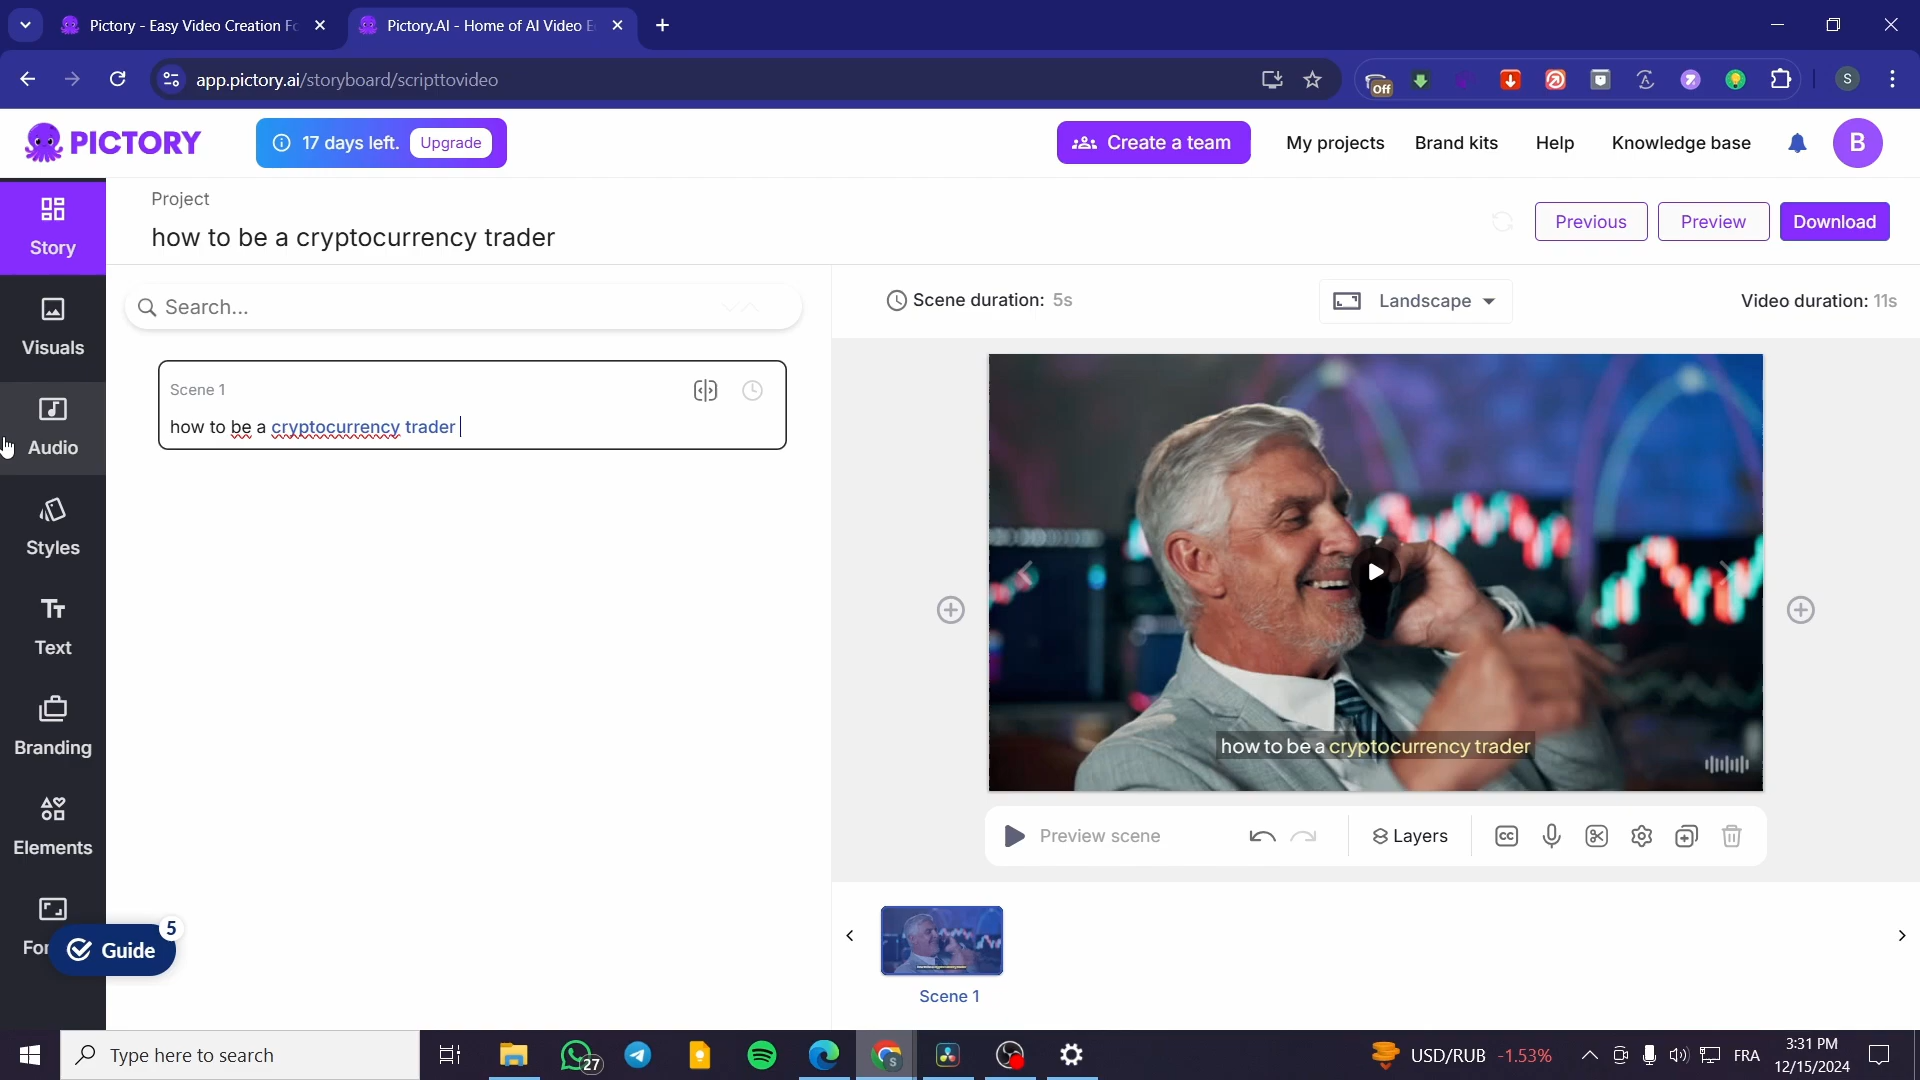 Pictory - Easy Video Creation Fo
Pictory.AI - Home of AI Video E
app.pictory.ai/storyboard/scripttovideo
Off
S
PICTORY
17 days left.
Upgrade
Create a team
My projects
Brand kits
Help
Knowledge base
B
Story
Visuals
Audio
Styles
Text
Branding
Elements
For
Guide
5
Project
how to be a cryptocurrency trader
Previous
Preview
Download
Search...
Scene 1
how to be a cryptocurrency trader
Scene duration: 5s
Landscape
Video duration: 11s
how to be a cryptocurrency trader
Preview scene
Layers
CC
Scene 1
Type here to search
27
S
USD/RUB -1.53%
FRA
3:31 PM
12/15/2024